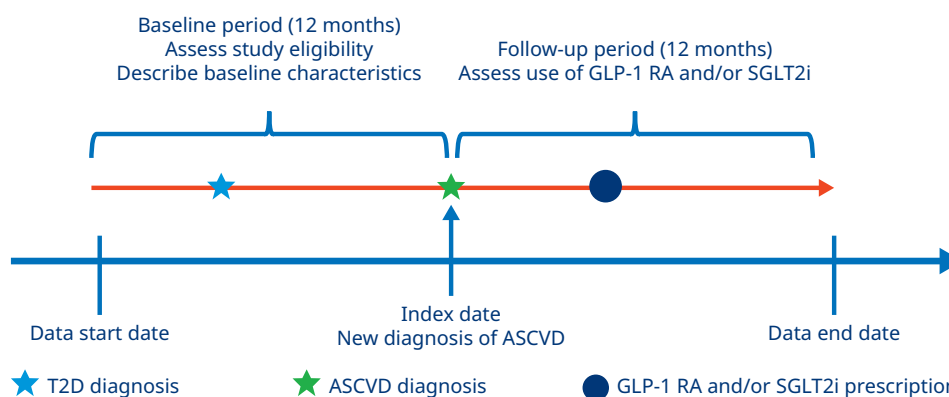 Baseline period (12 months)
Assess study eligibility
Describe baseline characteristics
Follow-up period (12 months)
Assess use of GLP-1 RA and/or SGLT2i
Data start date
Index date
New diagnosis of ASCVD
Data end date
T2D diagnosis
ASCVD diagnosis
GLP-1 RA and/or SGLT2i prescription